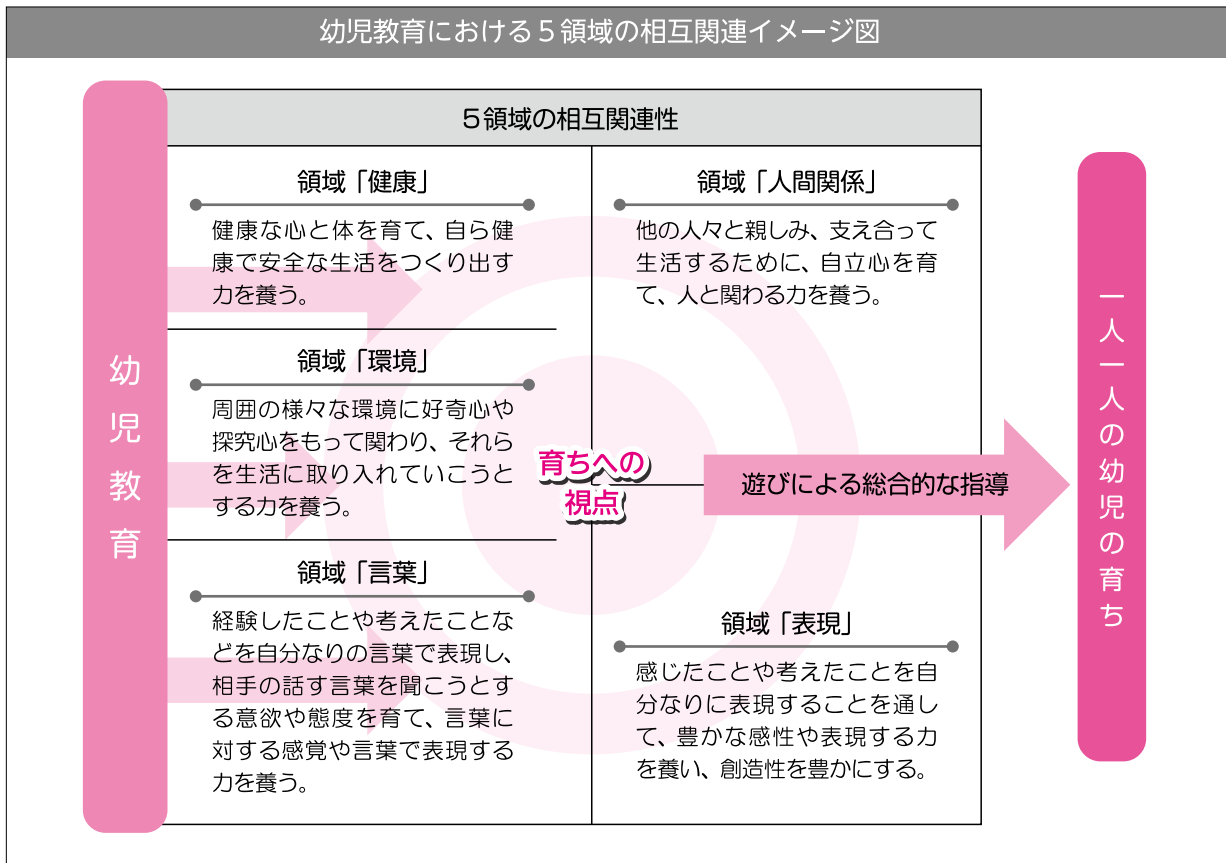 幼児教育における５領域の相互関連イメージ図
幼児教育
５領域の相互関連性
領域「健康」
健康な心と体を育て、自ら健
康で安全な生活をつくり出す
力を養う。
領域「環境」
周囲の様々な環境に好奇心や
探究心をもって関わり、それら
を生活に取り入れていこうと
する力を養う。
領域「言葉」
経験したことや考えたことな
どを自分なりの言葉で表現し、
相手の話す言葉を聞こうとす
る意欲や態度を育て、言葉に
対する感覚や言葉で表現する
力を養う。
領域「人間関係」
他の人々と親しみ、支え合って
生活するために、自立心を育
て、人と関わる力を養う。
育ちへの
視点
遊びによる総合的な指導
領域「表現」
感じたことや考えたことを自
分なりに表現することを通し
て、豊かな感性や表現する力
を養い、創造性を豊かにする。
一人一人の幼児の育ち